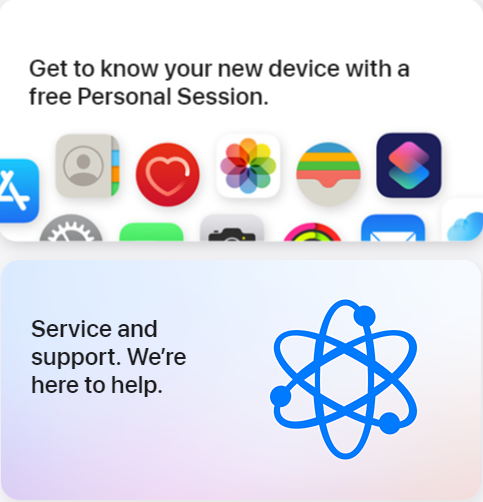 Get to know your new device with a
free Personal Session.
Service and
support. We’re
here to help.